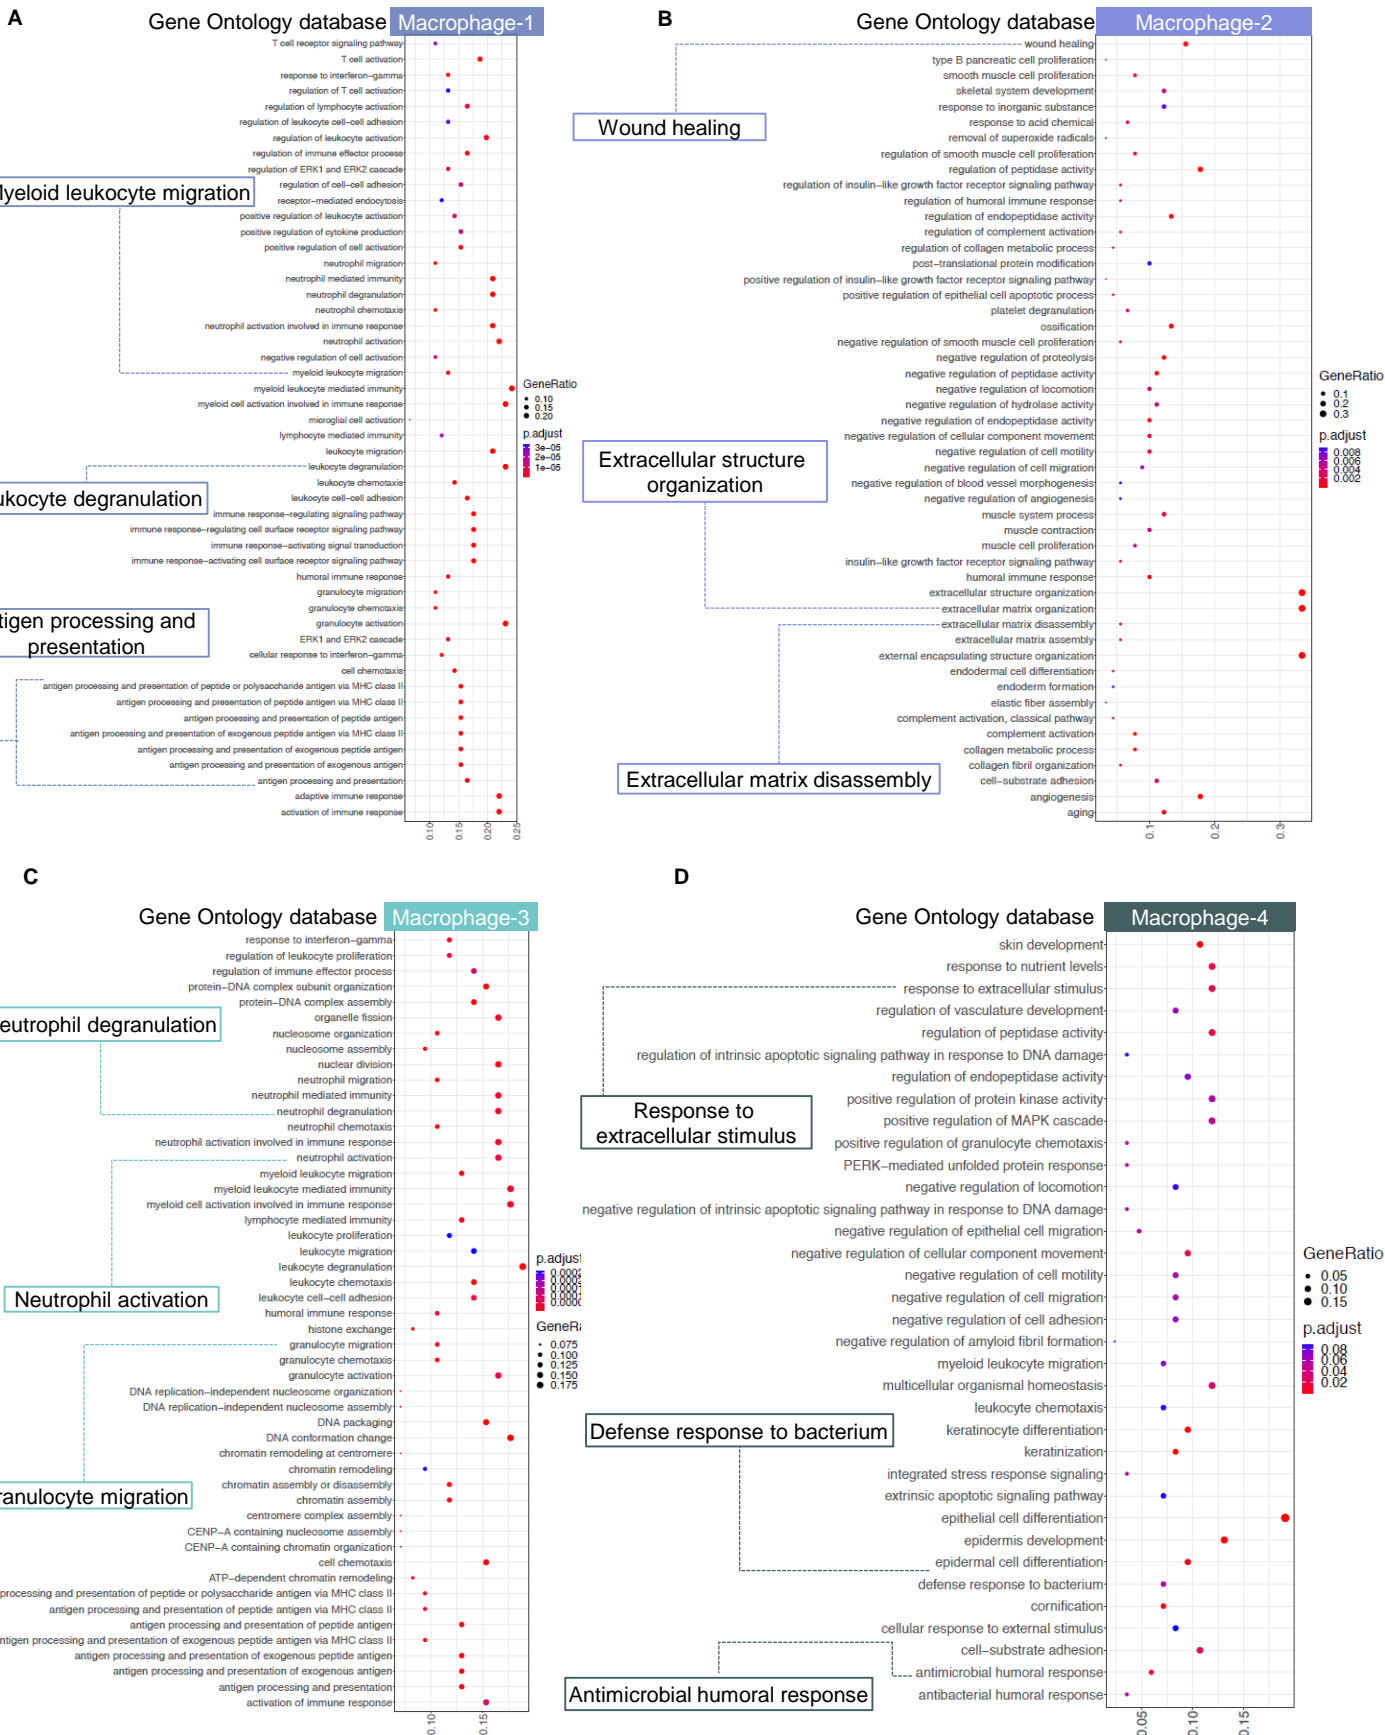 A
Gene Ontology database
Macrophage-1
T cell receptor signaling pathway
T cell activation
response to interferon-gamma
regulation of T cell activation
regulation of lymphocyte activation
regulation of leukocyte cell-cell adhesion
regulation of leukocyte activation
regulation of immune effector process
regulation of ERK1 and ERK2 cascade
regulation of cell-cell adhesion
receptor-mediated endocytosis
positive regulation of leukocyte activation
positive regulation of cytokine production
positive regulation of cell activation
neutrophil migration
neutrophil mediated immunity
neutrophil degranulation
neutrophil chemotaxis
neutrophil activation involved in immune response
neutrophil activation
negative regulation of cell activation
myeloid leukocyte migration
myeloid leukocyte mediated immunity
myeloid cell activation involved in immune response
microglial cell activation
lymphocyte mediated immunity
leukocyte migration
leukocyte degranulation
leukocyte chemotaxis
leukocyte cell-cell adhesion
immune response-regulating signaling pathway
immune response-regulating cell surface receptor signaling pathway
immune response-activating signal transduction
immune response-activating cell surface receptor signaling pathway
humoral immune response
granulocyte migration
granulocyte chemotaxis
granulocyte activation
ERK1 and ERK2 cascade
cellular response to interferon-gamma
cell chemotaxis
antigen processing and presentation of peptide or polysaccharide antigen via MHC class II
antigen processing and presentation of peptide antigen via MHC class II
antigen processing and presentation of peptide antigen
antigen processing and presentation of exogenous peptide antigen via MHC class II
antigen processing and presentation of exogenous peptide antigen
antigen processing and presentation of exogenous antigen
antigen processing and presentation
adaptive immune response
activation of immune response
0.10
0.15
0.20
0.25
Myeloid leukocyte migration
ukocyte degranulation
tigen processing and
presentation
GeneRatio
0.10
0.15
0.20
p.adjust
3e-05
2e-05
1e-05
B
Gene Ontology database
Macrophage-2
wound healing
type B pancreatic cell proliferation
smooth muscle cell proliferation
skeletal system development
response to inorganic substance
response to acid chemical
removal of superoxide radicals
regulation of smooth muscle cell proliferation
regulation of peptidase activity
regulation of insulin-like growth factor receptor signaling pathway
regulation of humoral immune response
regulation of endopeptidase activity
regulation of complement activation
regulation of collagen metabolic process
post-translational protein modification
positive regulation of insulin-like growth factor receptor signaling pathway
positive regulation of epithelial cell apoptotic process
platelet degranulation
ossification
negative regulation of smooth muscle cell proliferation
negative regulation of proteolysis
negative regulation of peptidase activity
negative regulation of locomotion
negative regulation of hydrolase activity
negative regulation of endopeptidase activity
negative regulation of cellular component movement
negative regulation of cell motility
negative regulation of cell migration
negative regulation of blood vessel morphogenesis
negative regulation of angiogenesis
muscle system process
muscle contraction
muscle cell proliferation
insulin-like growth factor receptor signaling pathway
humoral immune response
extracellular structure organization
extracellular matrix organization
extracellular matrix disassembly
extracellular matrix assembly
external encapsulating structure organization
endodermal cell differentiation
endoderm formation
elastic fiber assembly
complement activation, classical pathway
complement activation
collagen metabolic process
collagen fibril organization
cell-substrate adhesion
angiogenesis
aging
0.1
0.2
0.3
Wound healing
Extracellular structure
organization
Extracellular matrix disassembly
GeneRatio
0.1
0.2
0.3
p.adjust
0.008
0.006
0.004
0.002
C
Gene Ontology database
Macrophage-3
response to interferon-gamma
regulation of leukocyte proliferation
regulation of immune effector process
protein-DNA complex subunit organization
protein-DNA complex assembly
organelle fission
nucleosome organization
nucleosome assembly
nuclear division
neutrophil migration
neutrophil mediated immunity
neutrophil degranulation
neutrophil chemotaxis
neutrophil activation involved in immune response
neutrophil activation
myeloid leukocyte migration
myeloid leukocyte mediated immunity
myeloid cell activation involved in immune response
lymphocyte mediated immunity
leukocyte proliferation
leukocyte migration
leukocyte degranulation
leukocyte chemotaxis
leukocyte cell-cell adhesion
humoral immune response
histone exchange
granulocyte migration
granulocyte chemotaxis
granulocyte activation
DNA replication-independent nucleosome organization
DNA replication-independent nucleosome assembly
DNA packaging
DNA conformation change
chromatin remodeling at centromere
chromatin remodeling
chromatin assembly or disassembly
chromatin assembly
centromere complex assembly
CENP-A containing nucleosome assembly
CENP-A containing chromatin organization
cell chemotaxis
ATP-dependent chromatin remodeling
processing and presentation of peptide or polysaccharide antigen via MHC class II
antigen processing and presentation of peptide antigen via MHC class II
antigen processing and presentation of peptide antigen
ntigen processing and presentation of exogenous peptide antigen via MHC class II
antigen processing and presentation of exogenous peptide antigen
antigen processing and presentation of exogenous antigen
antigen processing and presentation
activation of immune response
0.10
0.15
eutrophil degranulation
Neutrophil activation
ranulocyte migration
p.adjust
0.0002
0.0002
0.0001
0.0001
0.0000
GeneRa
0.075
0.100
0.125
0.150
0.175
D
Gene Ontology database
Macrophage-4
skin development
response to nutrient levels
response to extracellular stimulus
regulation of vasculature development
regulation of peptidase activity
regulation of intrinsic apoptotic signaling pathway in response to DNA damage
regulation of endopeptidase activity
positive regulation of protein kinase activity
positive regulation of MAPK cascade
positive regulation of granulocyte chemotaxis
PERK-mediated unfolded protein response
negative regulation of locomotion
negative regulation of intrinsic apoptotic signaling pathway in response to DNA damage
negative regulation of epithelial cell migration
negative regulation of cellular component movement
negative regulation of cell motility
negative regulation of cell migration
negative regulation of cell adhesion
negative regulation of amyloid fibril formation
myeloid leukocyte migration
multicellular organismal homeostasis
leukocyte chemotaxis
keratinocyte differentiation
keratinization
integrated stress response signaling
extrinsic apoptotic signaling pathway
epithelial cell differentiation
epidermis development
epidermal cell differentiation
defense response to bacterium
cornification
cellular response to external stimulus
cell-substrate adhesion
antimicrobial humoral response
antibacterial humoral response
0.05
0.10
0.15
Response to
extracellular stimulus
Defense response to bacterium
Antimicrobial humoral response
GeneRatio
0.05
0.10
0.15
p.adjust
0.08
0.06
0.04
0.02